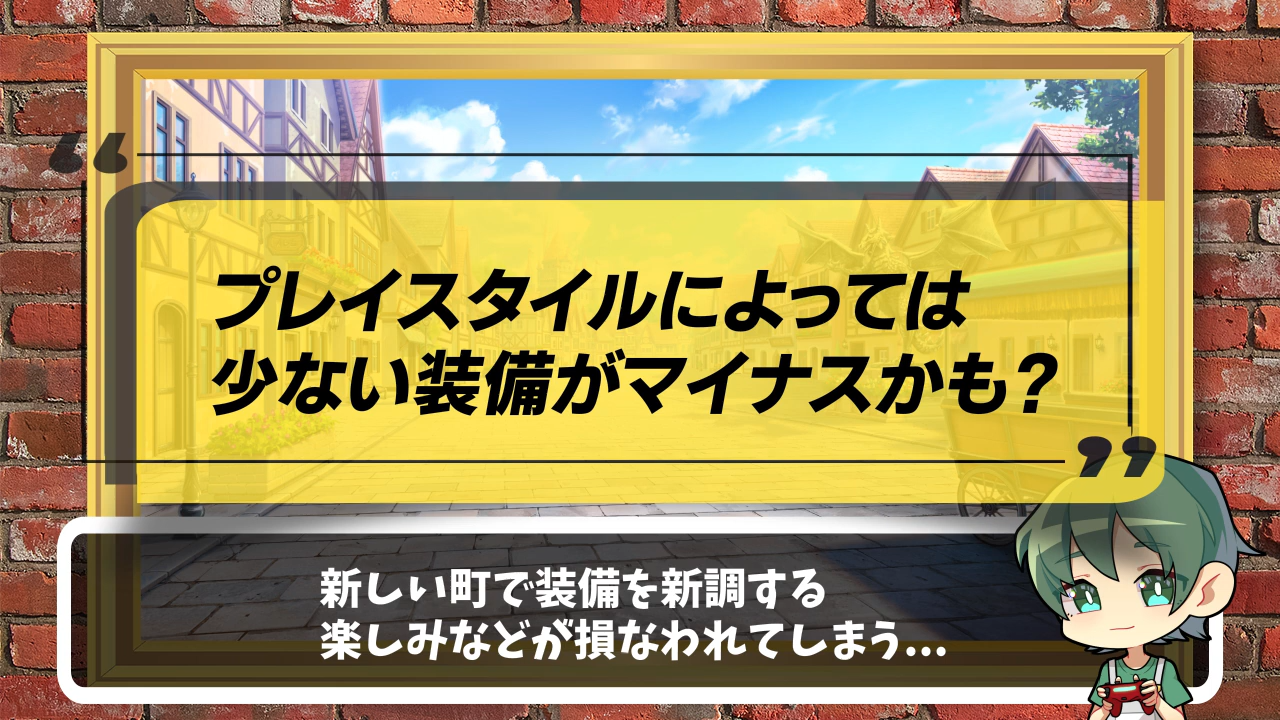 プレイスタイルによっては
少ない装備がマイナスかも?
新しい町で装備を新調する
楽しみなどが損なわれてしまう...